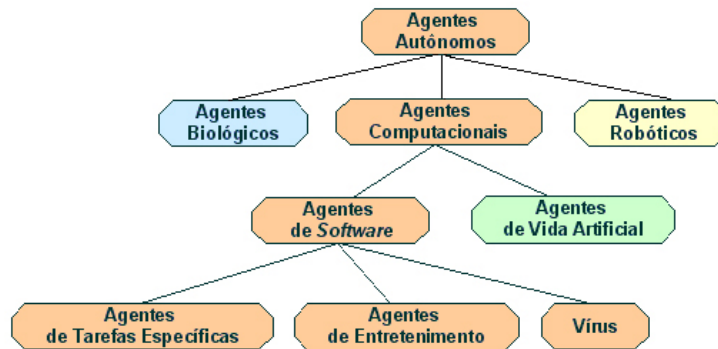 Agentes
Autônomos
Agentes
Biológicos
Agentes
Computacionais
Agentes
Robóticos
Agentes
de Software
Agentes
de Vida Artificial
Agentes
de Tarefas Específicas
Agentes
de Entretenimento
Vírus